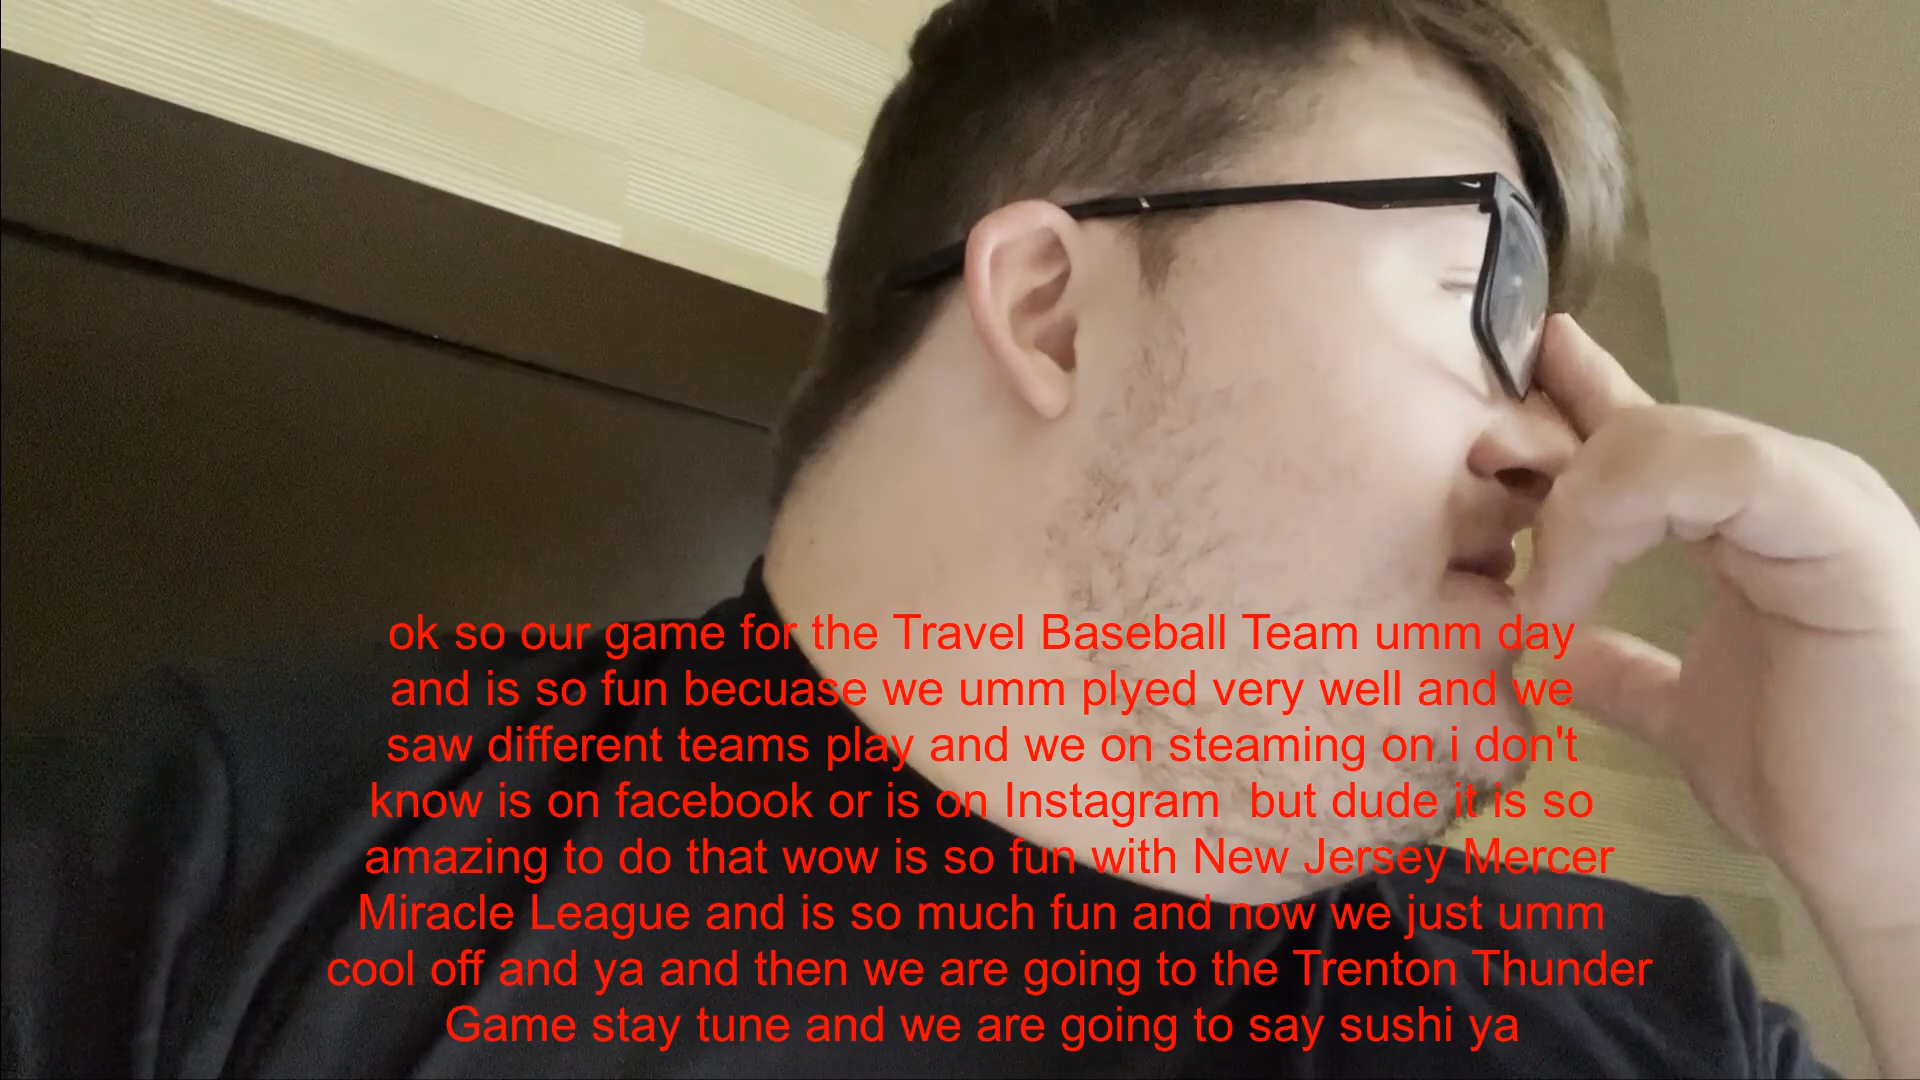 ok so our game for the Travel Baseball Team umm day
and is so fun becuase we umm plyed very well and we
saw different teams play and we on steaming on i don't
know is on facebook or is on Instagram  but dude it is so
amazing to do that wow is so fun with New Jersey Mercer
Miracle League and is so much fun and now we just umm
cool off and ya and then we are going to the Trenton Thunder
Game stay tune and we are going to say sushi ya